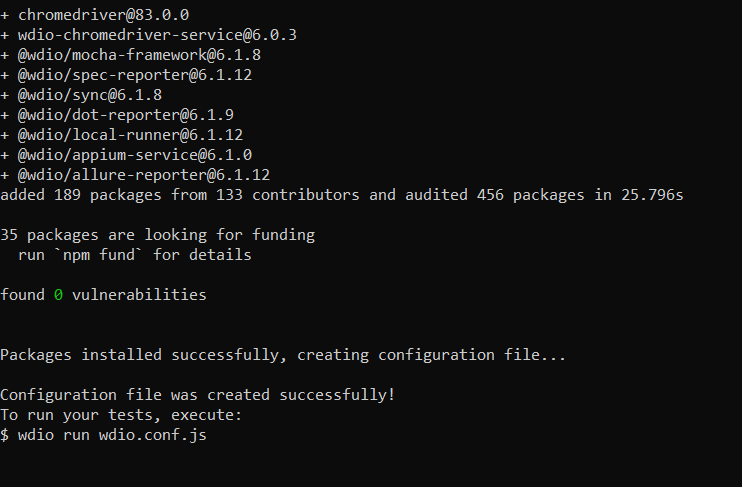 + chromedriver@83.0.0
+ wdio-chromedriver-service@6.0.3
+ @wdio/mocha-framework@6.1.8
+ @wdio/spec-reporter@6.1.12
+ @wdio/sync@6.1.8
+ @wdio/dot-reporter@6.1.9
+ @wdio/local-runner@6.1.12
+ @wdio/appium-service@6.1.0
+ @wdio/allure-reporter@6.1.12
added 189 packages from 133 contributors and audited 456 packages in 25.796s
35 packages are looking for funding
run `npm fund` for details
found 0 vulnerabilities
Packages installed successfully, creating configuration file...
Configuration file was created successfully!
To run your tests, execute:
$ wdio run wdio.conf.js